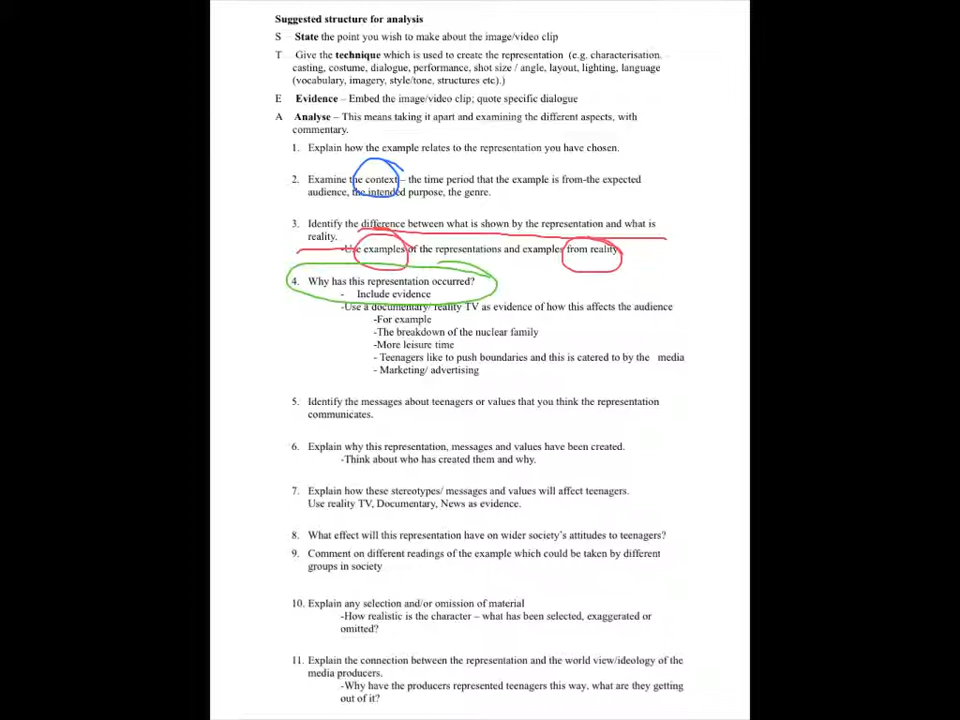 Suggested structure for analysis
S State the point you wish to make about the image/video clip
T Give the technique which is used to create the representation (e.g. characterisation.
casting, costume, dialogue, performance, shot size / angle, layout, lighting, language
(vocabulary, imagery, style/tone, structures etc).)
E Evidence – Embed the image/video clip; quote specific dialogue
A Analyse – This means taking it apart and examining the different aspects, with
commentary.
1. Explain how the example relates to the representation you have chosen.
2. Examine the context – the time period that the example is from-the expected
audience, the intended purpose, the genre.
3. Identify the difference between what is shown by the representation and what is
reality.
-Use examples of the representations and examples from reality
4. Why has this representation occurred?
- Include evidence
-Use a documentary/ reality TV as evidence of how this affects the audience
-For example
-The breakdown of the nuclear family
-More leisure time
- Teenagers like to push boundaries and this is catered to by the media
- Marketing/ advertising
5. Identify the messages about teenagers or values that you think the representation
communicates.
6. Explain why this representation, messages and values have been created.
-Think about who has created them and why.
7. Explain how these stereotypes/ messages and values will affect teenagers.
Use reality TV, Documentary, News as evidence.
8. What effect will this representation have on wider society's attitudes to teenagers?
9. Comment on different readings of the example which could be taken by different
groups in society
10. Explain any selection and/or omission of material
-How realistic is the character – what has been selected, exaggerated or
omitted?
11. Explain the connection between the representation and the world view/ideology of the
media producers.
-Why have the producers represented teenagers this way, what are they getting
out of it?